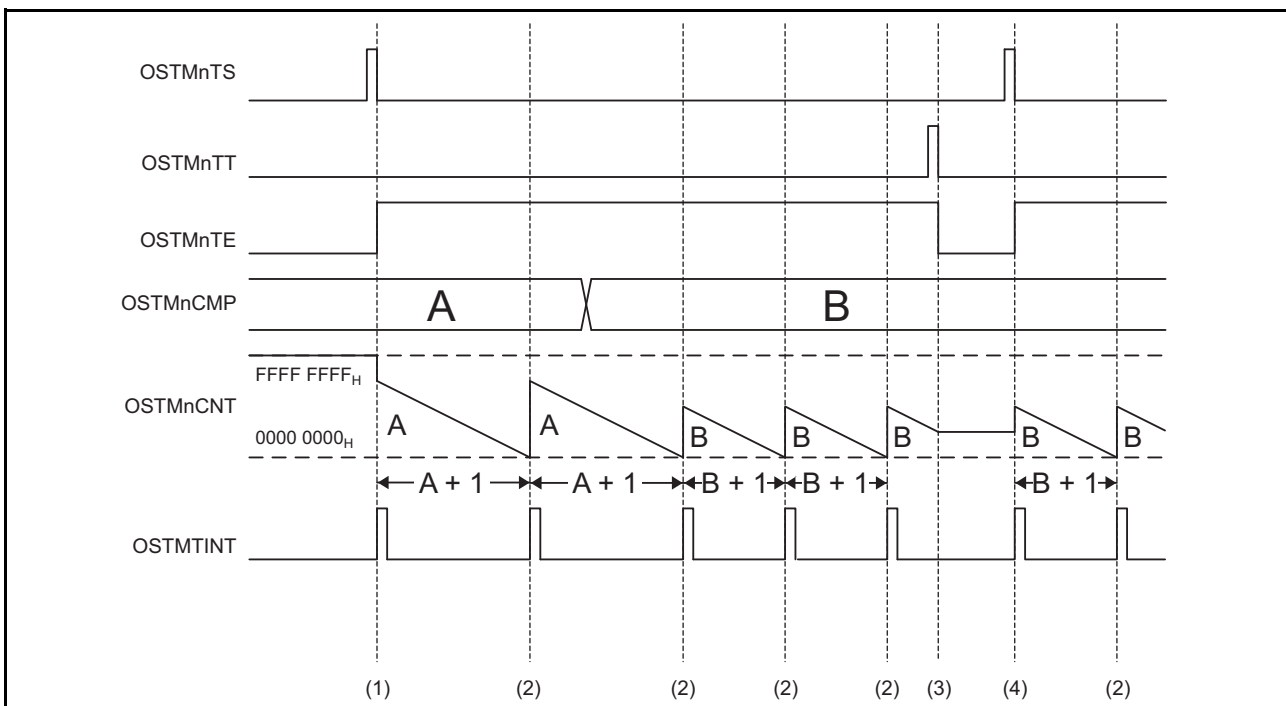 OSTMnTS
OSTMnTT
OSTMnTE
OSTMnCMP
A
B
OSTMnCNT
FFFF FFFFH
0000 0000H
A
A
B
B
B
B
B
A + 1
A + 1
B + 1
B + 1
B + 1
OSTMTINT
(1)
(2)
(2)
(2)
(2)
(3)
(4)
(2)